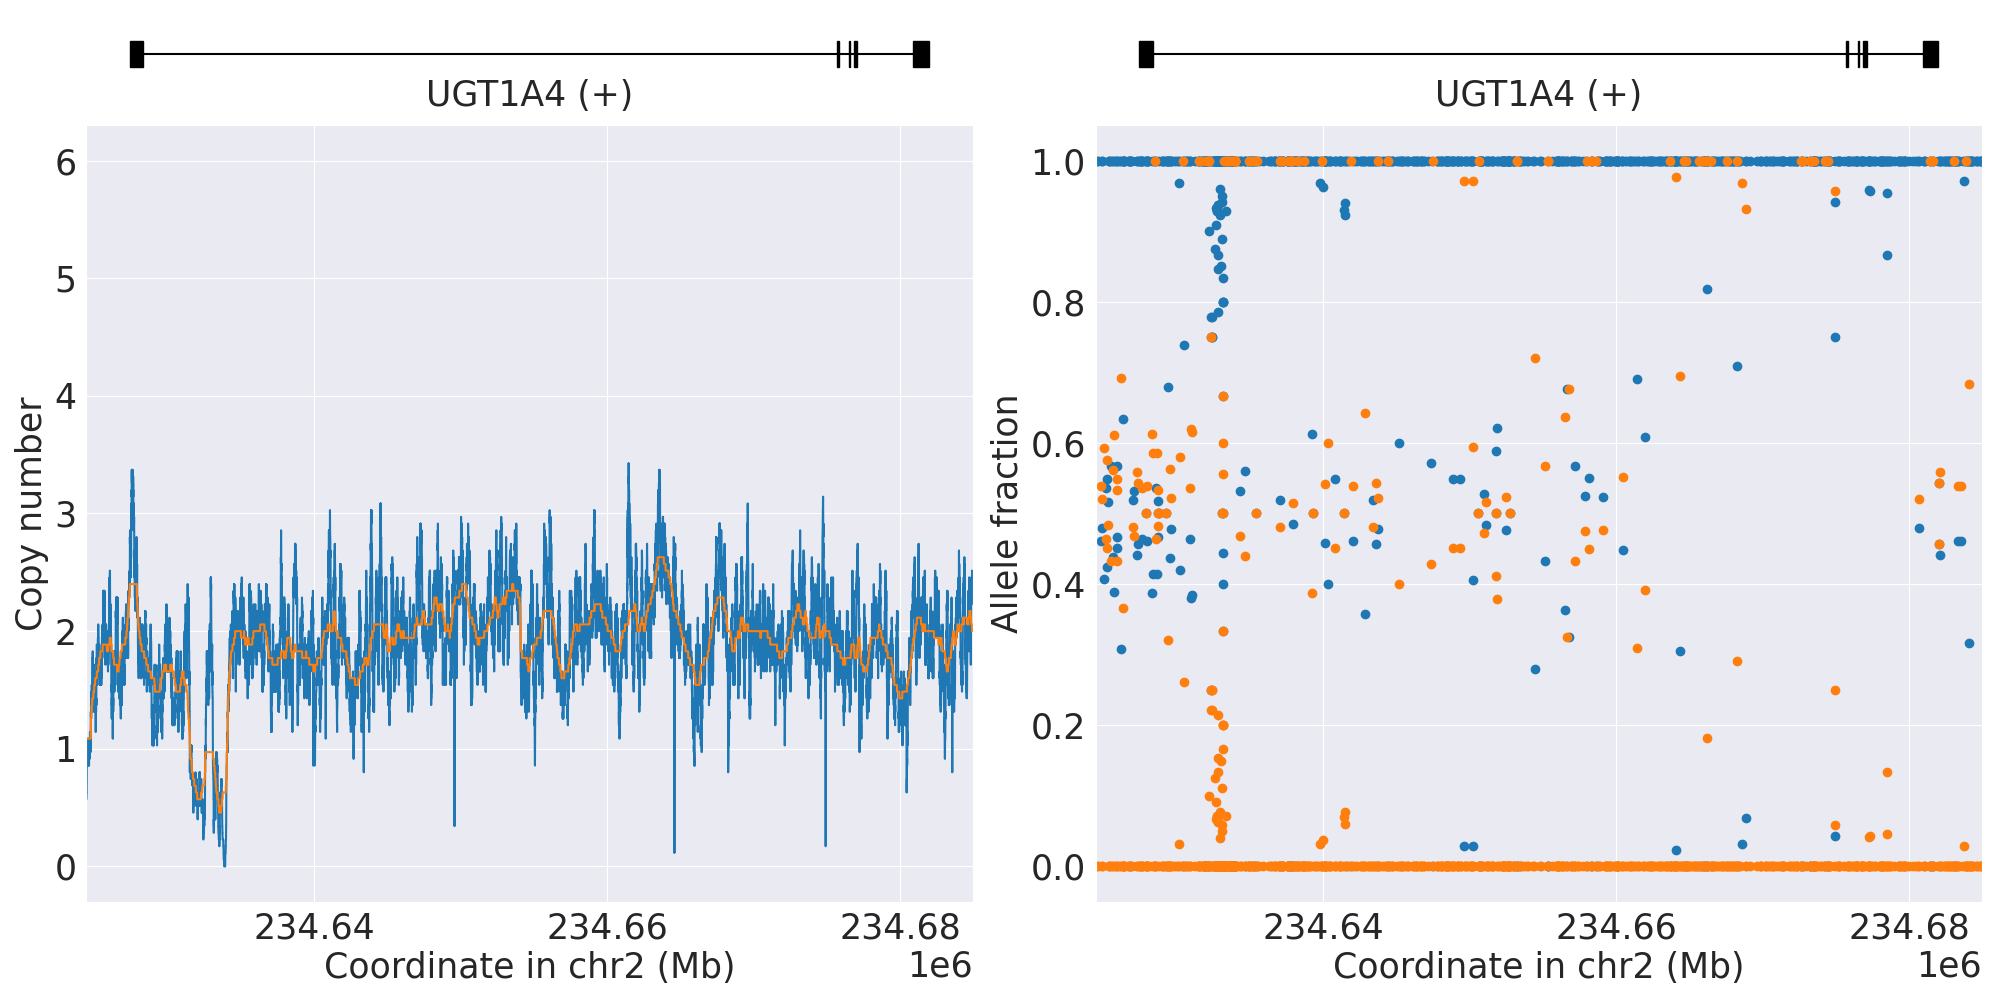 UGT1A4 (+)
6
5
4
3
2
1
0
Copy number
234.64
234.66
234.68
Coordinate in chr2 (Mb)
1e6
UGT1A4 (+)
1.0
0.8
0.6
0.4
0.2
0.0
Allele fraction
234.64
234.66
234.68
Coordinate in chr2 (Mb)
1e6